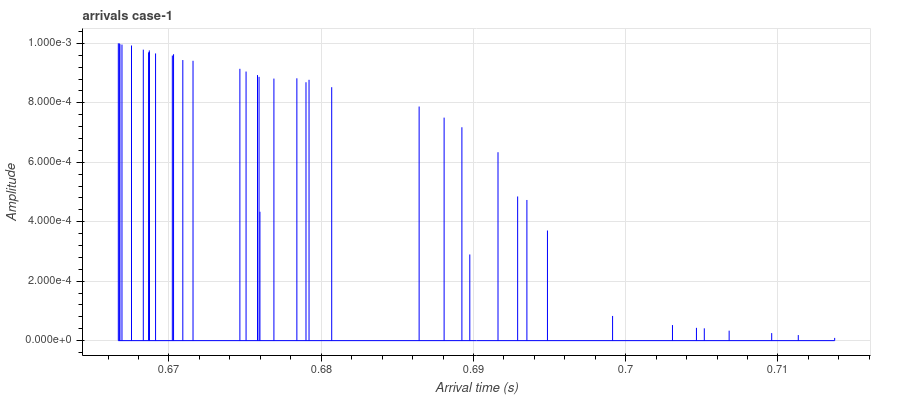 arrivals case-1
1.000e-3
8.000e-4
6.000e-4
4.000e-4
2.000e-4
0.000e+0
Amplitude
0.67 0.68 0.69 0.7 0.71
Arrival time (s)